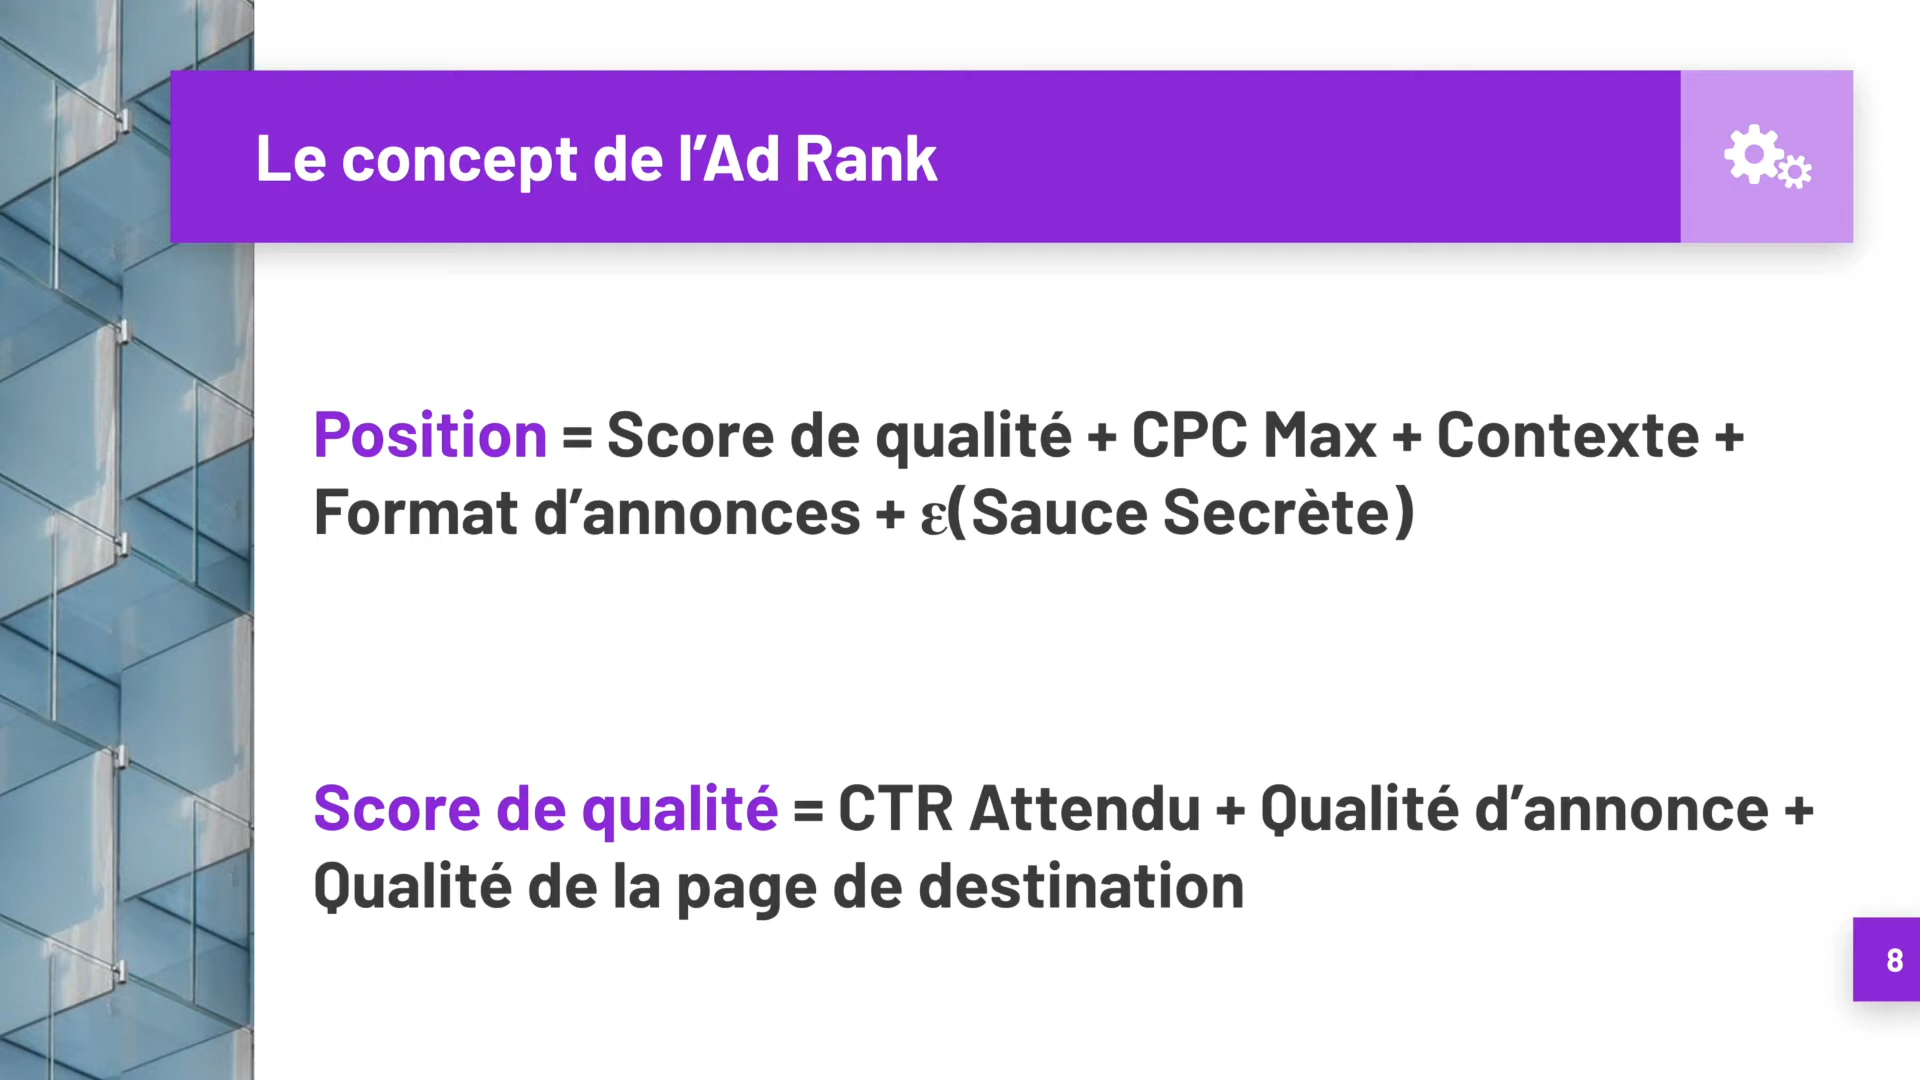 Le concept de l’Ad Rank
Position = Score de qualité + CPC Max + Contexte +
Format d’annonces + ε(Sauce Secrète)
Score de qualité = CTR Attendu + Qualité d’annonce +
Qualité de la page de destination
8